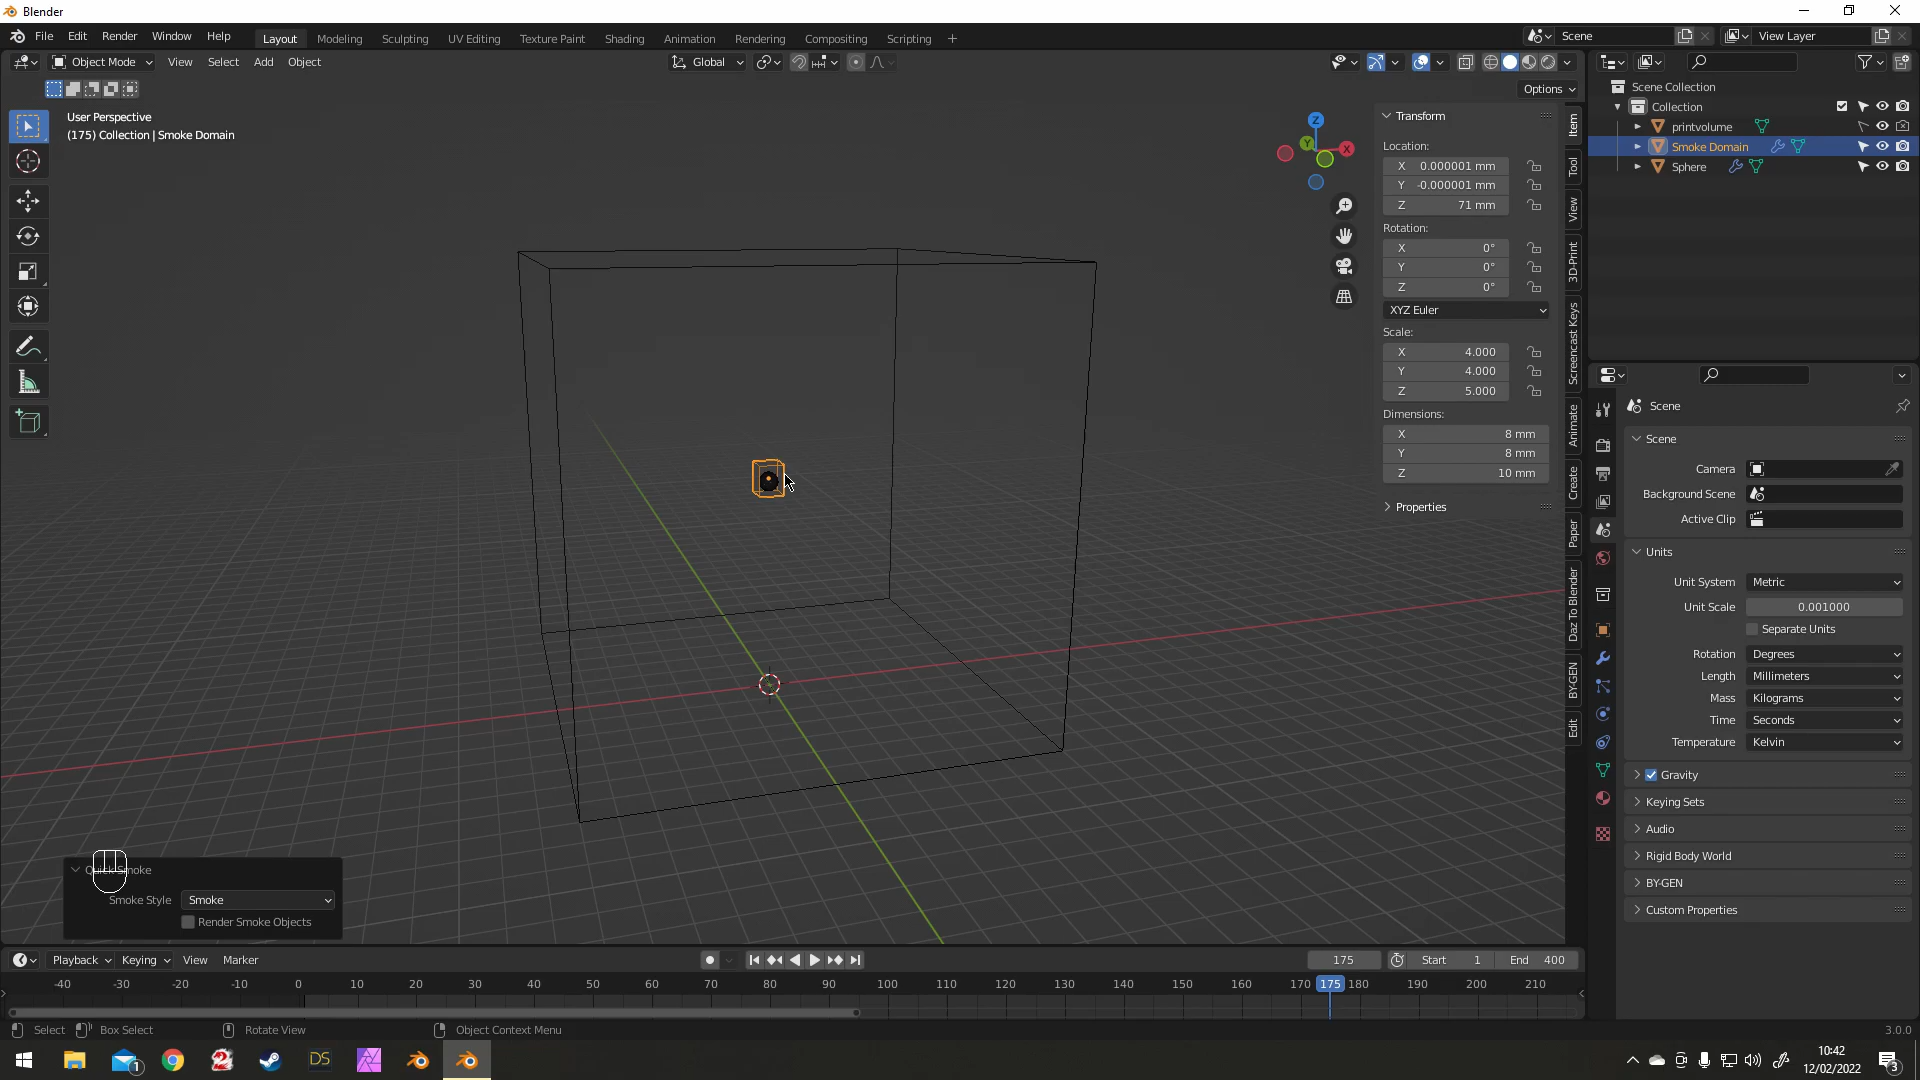 Blender
File Edit Render Window Help
Layout Modeling Sculpting UV Editing Texture Paint Shading Animation Rendering Compositing Scripting
Scene
View Layer
Object Mode View Select Add Object
Global
Options
User Perspective
(175) Collection | Smoke Domain
Z
Y
X
Transform
Location:
X 0.000001 mm
Y -0.000001 mm
Z 71 mm
Rotation:
X 0°
Y 0°
Z 0°
XYZ Euler
Scale:
X 4.000
Y 4.000
Z 5.000
Dimensions:
X 8 mm
Y 8 mm
Z 10 mm
Properties
Item
Tool
View
3D-Print
Screencast Keys
Animate
Create
Paper
Daz To Blender
BY-GEN
Edit
Scene Collection
Collection
printvolume
Smoke Domain
Sphere
Scene
Scene
Camera
Background Scene
Active Clip
Units
Unit System Metric
Unit Scale 0.001000
Separate Units
Rotation Degrees
Length Millimeters
Mass Kilograms
Time Seconds
Temperature Kelvin
Gravity
Keying Sets
Audio
Rigid Body World
BY-GEN
Custom Properties
Quick Smoke
Smoke Style Smoke
Render Smoke Objects
Playback Keying View Marker
175 Start 1 End 400
-40 -30 -20 -10 0 10 20 30 40 50 60 70 80 90 100 110 120 130 140 150 160 170 175 180 190 200 210
Select Box Select Rotate View Object Context Menu
3.0.0
1
DS
10:42
12/02/2022
3